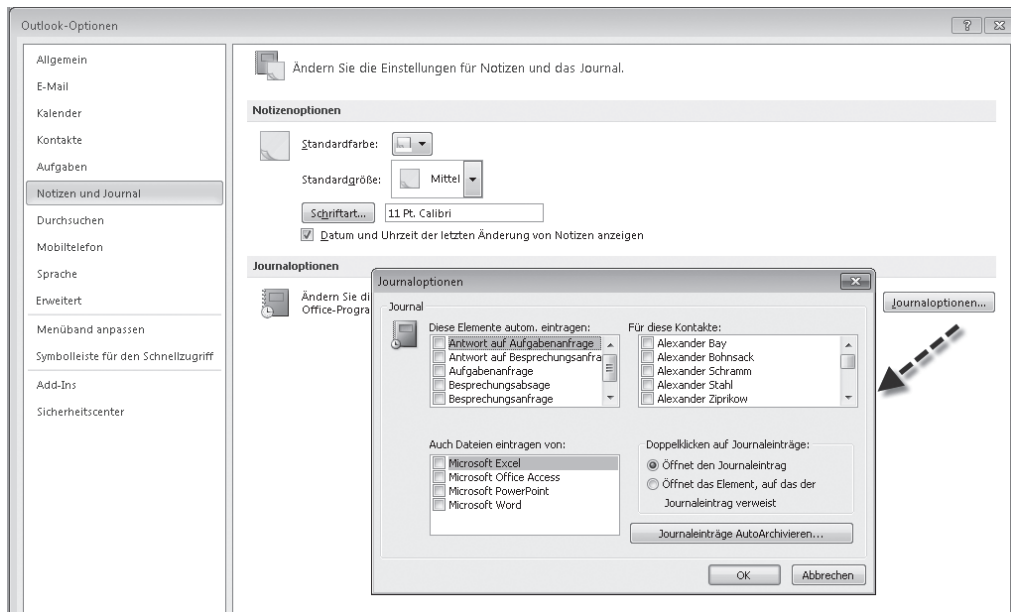 Outlook-Optionen
Allgemein
E-Mail
Kalender
Kontakte
Aufgaben
Notizen und Journal
Durchsuchen
Mobiltelefon
Sprache
Erweitert
Menüband anpassen
Symbolleiste für den Schnellzugriff
Add-Ins
Sicherheitscenter
Ändern Sie die Einstellungen für Notizen und das Journal.
Notizenoptionen
Standardfarbe:
Standardgröße: Mittel
Schriftart... 11 Pt. Calibri
Datum und Uhrzeit der letzten Änderung von Notizen anzeigen
Journaloptionen
Ändern Sie di
Office-Progra
Journaloptionen...
Journaloptionen
Journal
Diese Elemente autom. eintragen:
Antwort auf Aufgabenanfrage
Antwort auf Besprechungsanfra
Aufgabenanfrage
Besprechungsabsage
Besprechungsanfrage
Für diese Kontakte:
Alexander Bay
Alexander Bohnsack
Alexander Schramm
Alexander Stahl
Alexander Ziprikow
Auch Dateien eintragen von:
Microsoft Excel
Microsoft Office Access
Microsoft PowerPoint
Microsoft Word
Doppelklicken auf Journaleinträge:
Öffnet den Journaleintrag
Öffnet das Element, auf das der
Journaleintrag verweist
Journaleinträge AutoArchivieren...
OK Abbrechen